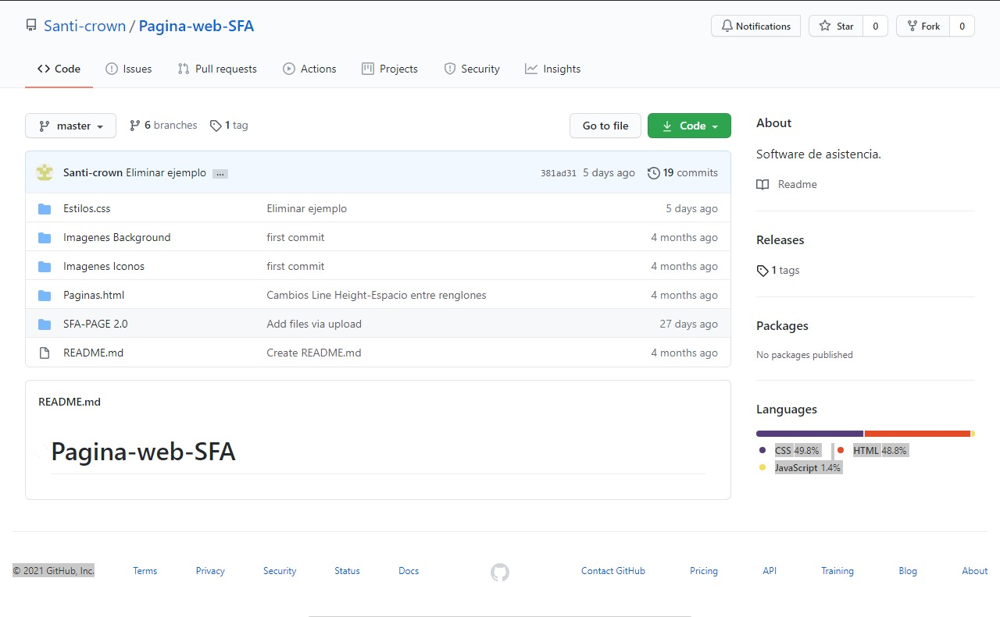 Santi-crown / Pagina-web-SFA
Notifications Star 0 Fork 0
Code Issues Pull requests Actions Projects Security Insights
master 6 branches 1 tag Go to file Code
Santi-crown Eliminar ejemplo ... 381ad31 5 days ago 19 commits
Estilos.css Eliminar ejemplo 5 days ago
Imagenes Background first commit 4 months ago
Imagenes Iconos first commit 4 months ago
Paginas.html Cambios Line Height-Espacio entre renglones 4 months ago
SFA-PAGE 2.0 Add files via upload 27 days ago
README.md Create README.md 4 months ago
README.md
Pagina-web-SFA
About
Software de asistencia.
Readme
Releases
1 tags
Packages
No packages published
Languages
CSS 49.8% HTML 48.8%
JavaScript 1.4%
© 2021 GitHub, Inc. Terms Privacy Security Status Docs Contact GitHub Pricing API Training Blog About